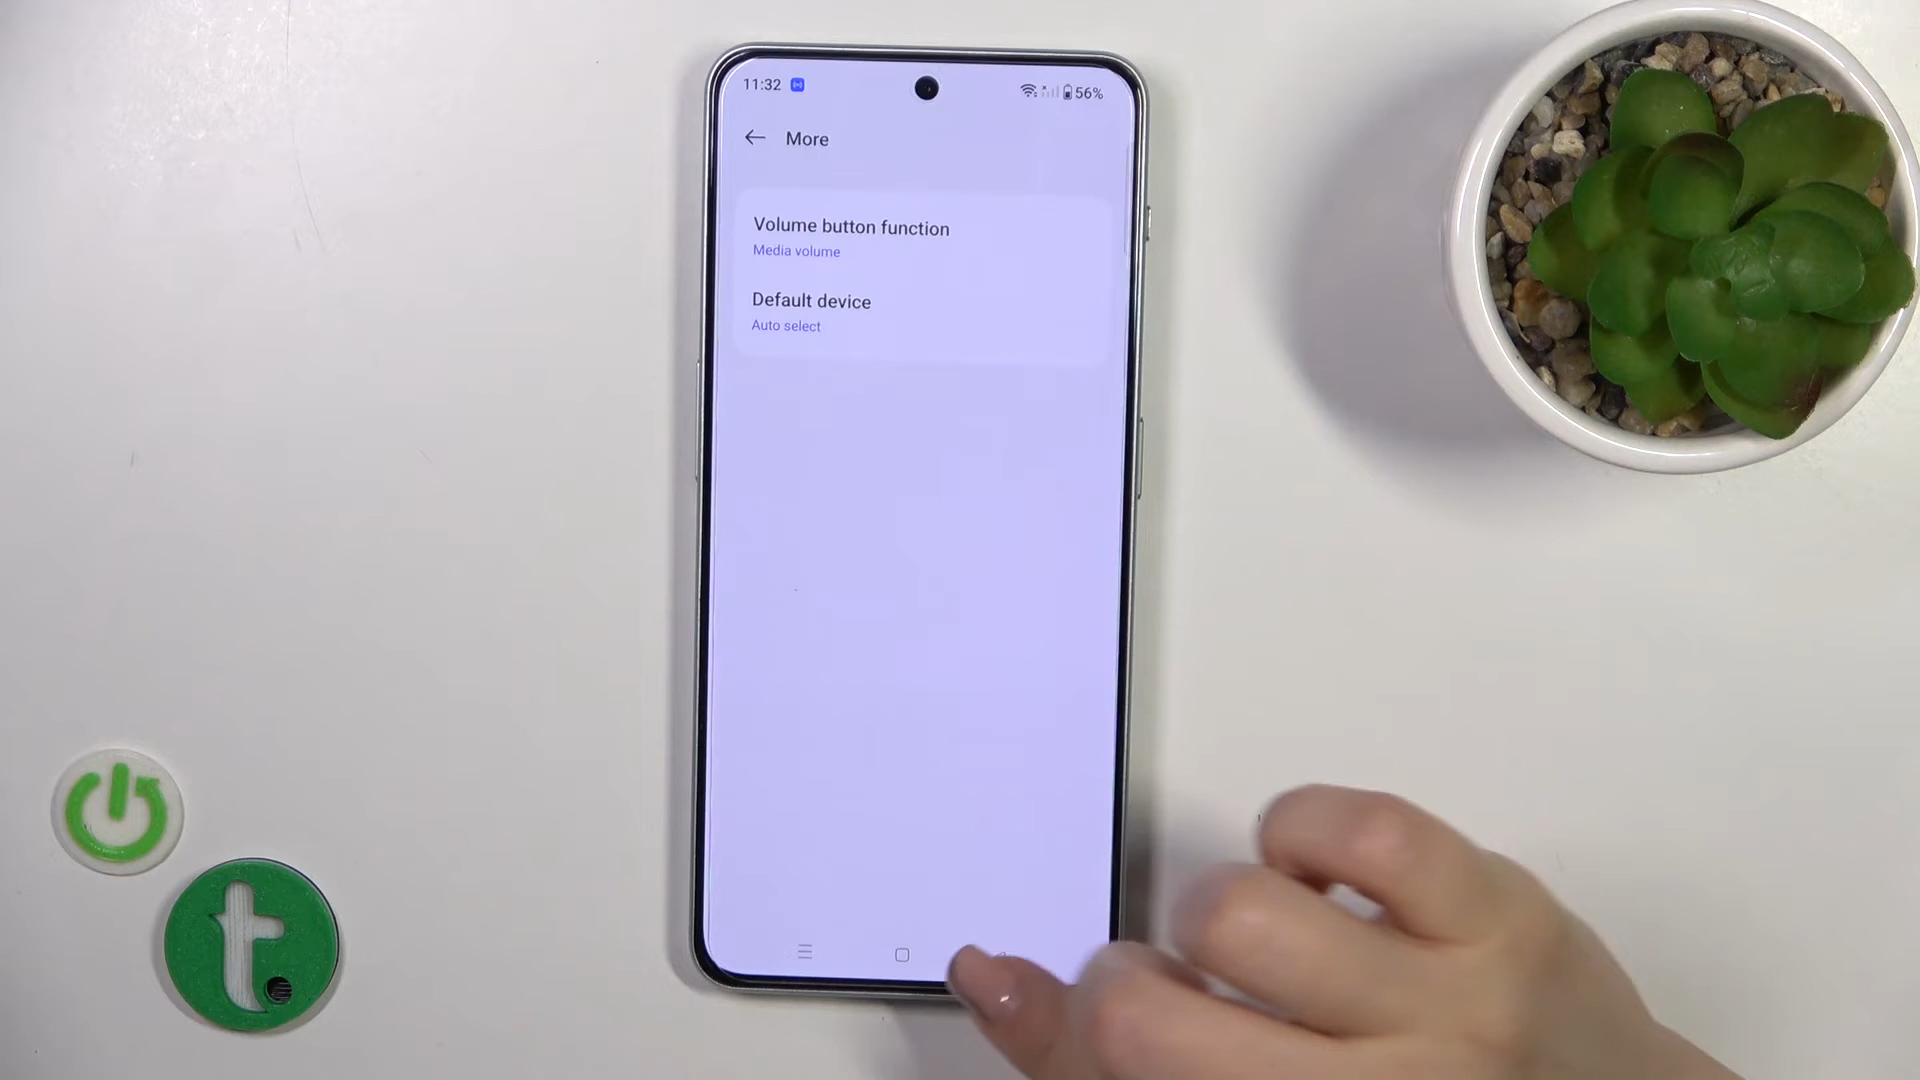 11:32
56%
More
Volume button function
Media volume
Default device
Auto select
t.